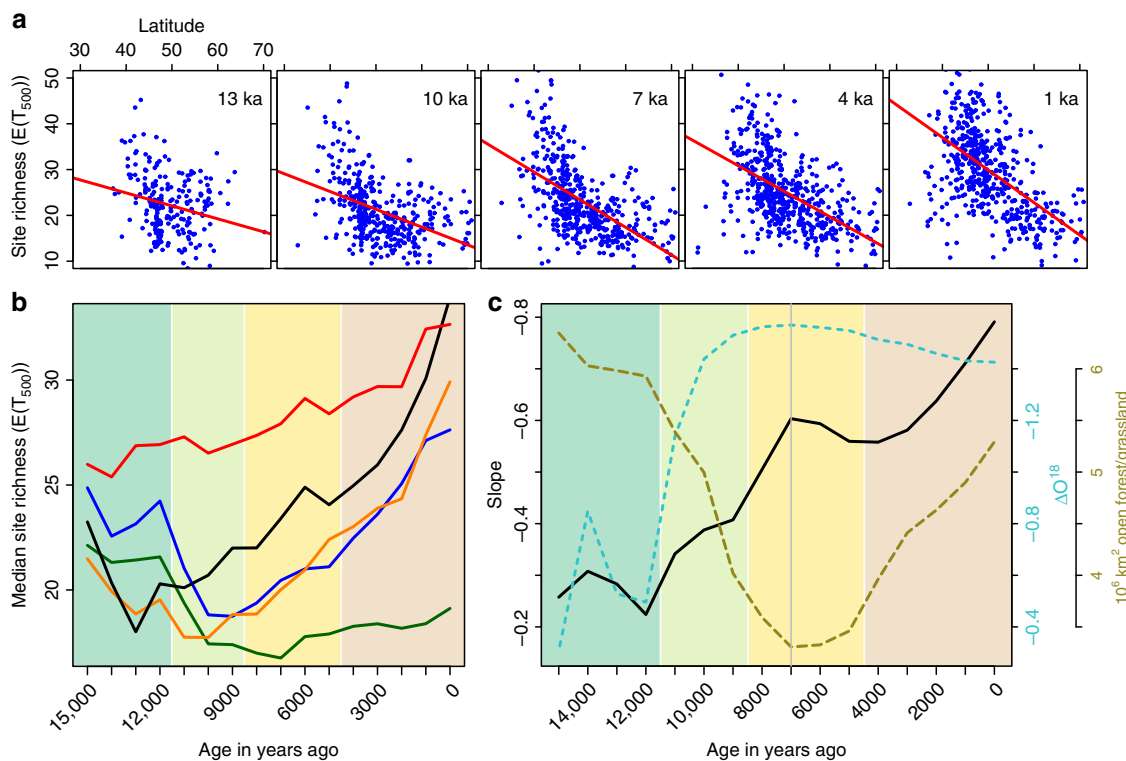 a
Latitude
30 40 50 60 70
Site richness (E(T500))
50
40
30
20
10
13 ka
10 ka
7 ka
4 ka
1 ka
b
Median site richness (E(T500))
30
25
20
15,000 12,000 9000 6000 3000 0
Age in years ago
c
Slope
−0.8
−0.6
−0.4
−0.2
14,000 12,000 10,000 8000 6000 4000 2000 0
Age in years ago
−1.2
−0.8
−0.4
ΔO18
6
5
4
10^6 km^2 open forest/grassland